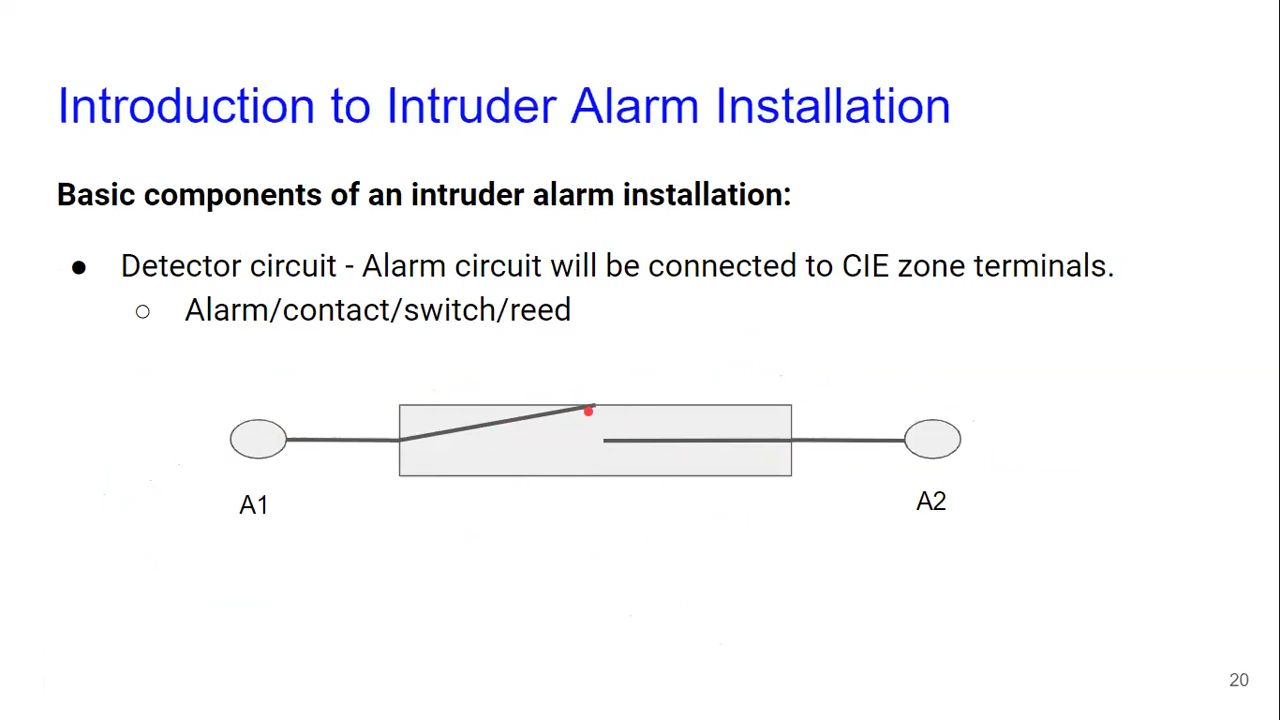 Introduction to Intruder Alarm Installation
Basic components of an intruder alarm installation:
● Detector circuit - Alarm circuit will be connected to CIE zone terminals.
○ Alarm/contact/switch/reed
A1
A2
20